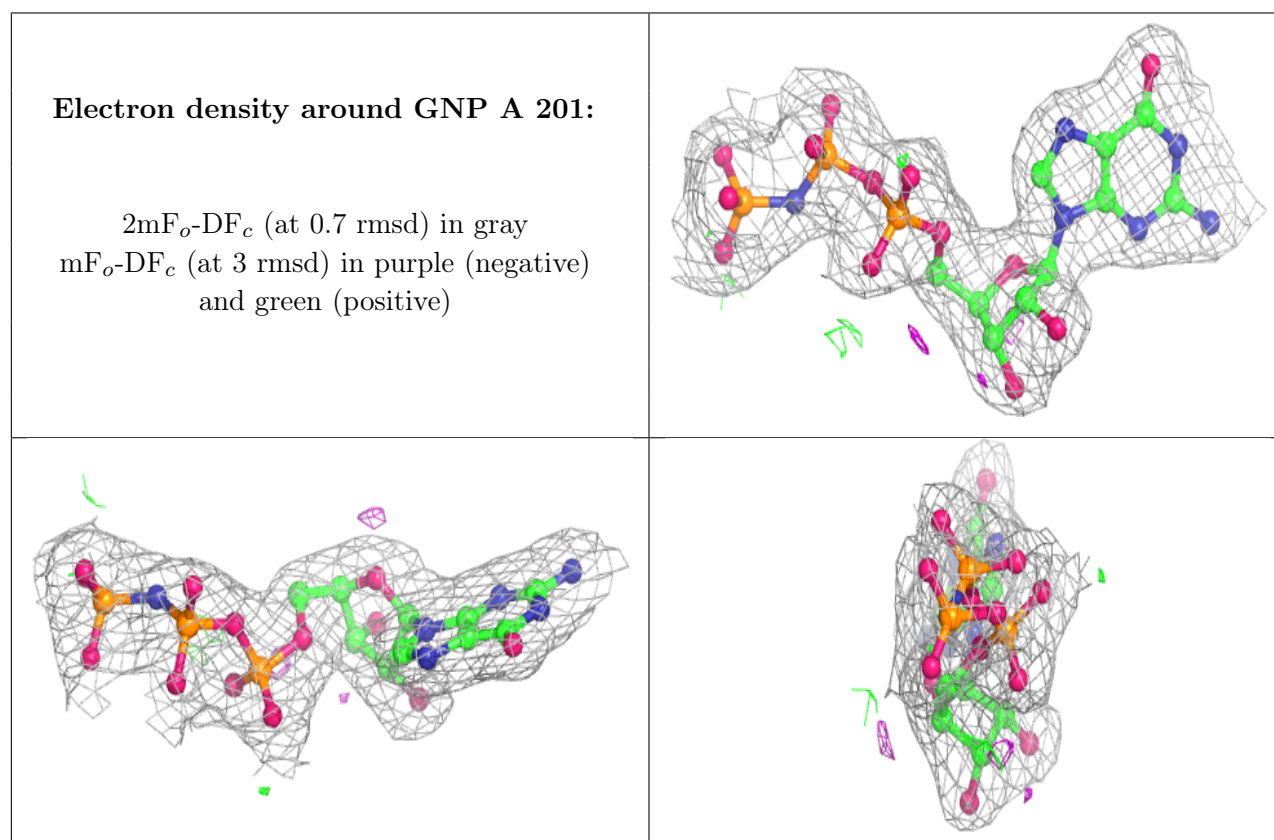 Electron density around GNP A 201:
2mFo-DFc (at 0.7 rmsd) in gray
mFo-DFc (at 3 rmsd) in purple (negative)
and green (positive)